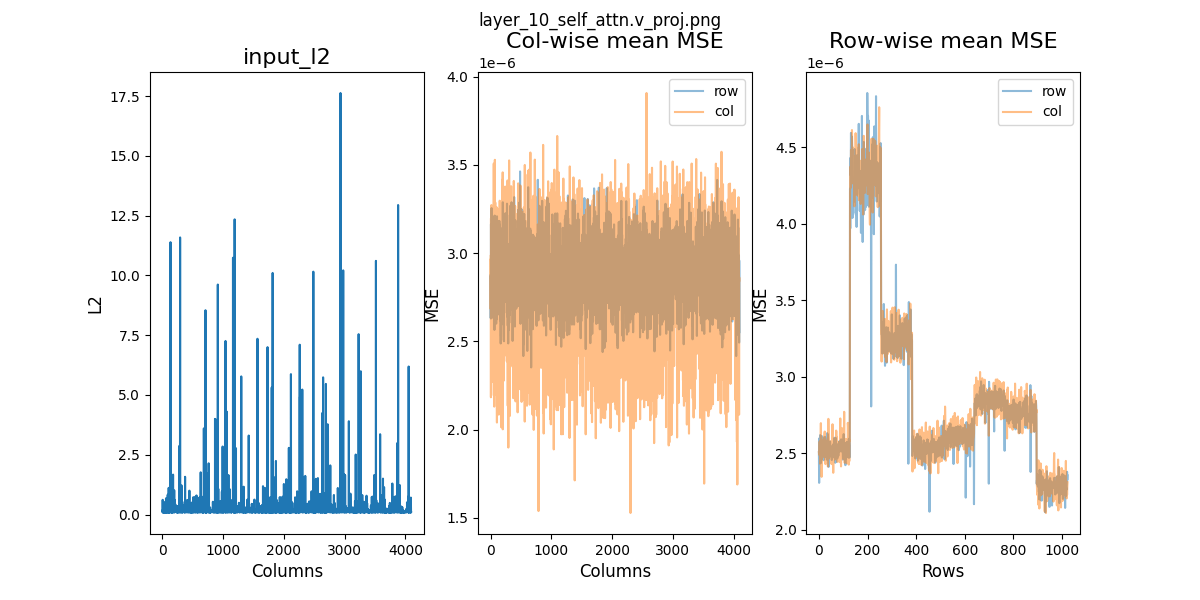 layer_10_self_attn.v_proj.png
input_l2
L2
17.5
15.0
12.5
10.0
7.5
5.0
2.5
0.0
0 1000 2000 3000 4000
Columns
Col-wise mean MSE
1e−6
MSE
4.0
3.5
3.0
2.5
2.0
1.5
row
col
0 1000 2000 3000 4000
Columns
Row-wise mean MSE
1e−6
MSE
4.5
4.0
3.5
3.0
2.5
2.0
row
col
0 200 400 600 800 1000
Rows